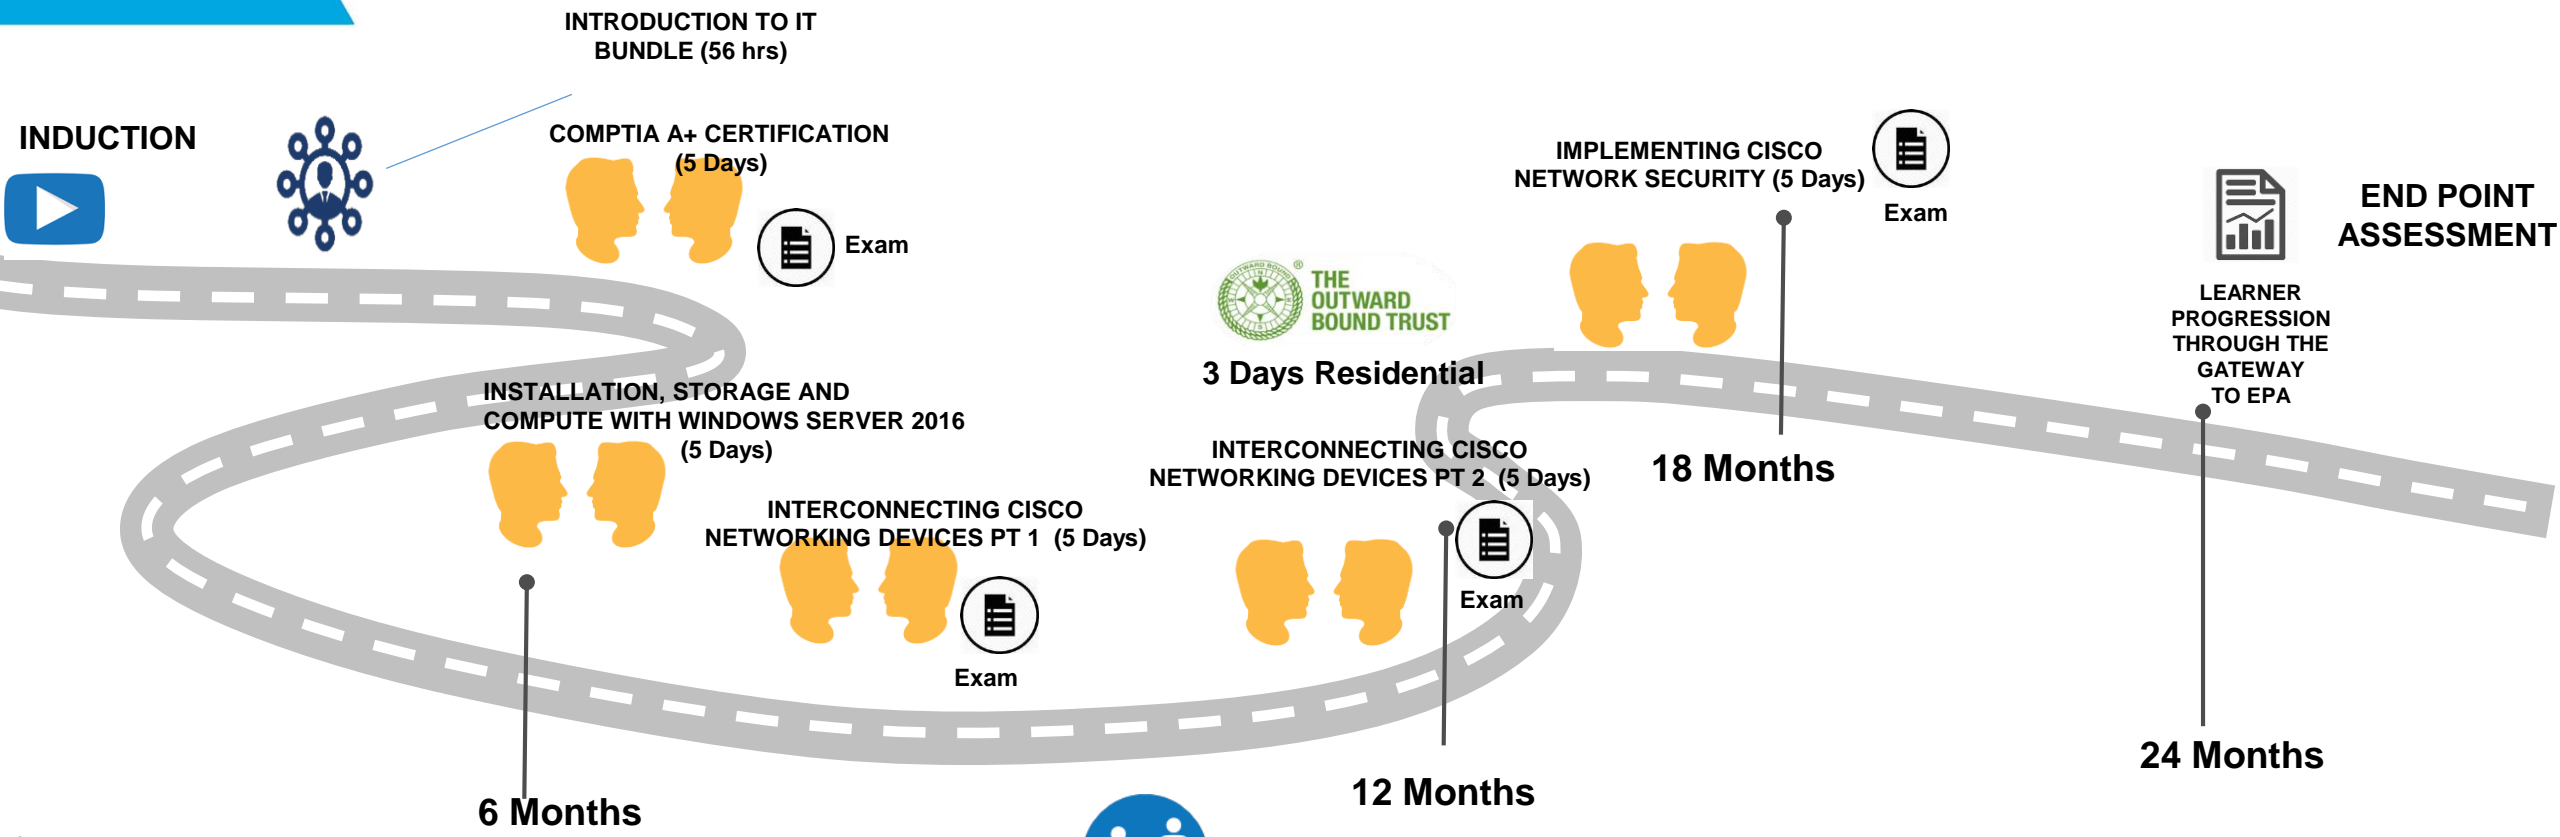 INTRODUCTION TO IT
BUNDLE (56 hrs)
INDUCTION
COMPTIA A+ CERTIFICATION
(5 Days)
Exam
IMPLEMENTING CISCO
NETWORK SECURITY (5 Days)
Exam
END POINT
ASSESSMENT
LEARNER
PROGRESSION
THROUGH THE
GATEWAY
TO EPA
OUTWARD BOUND
®
THE
OUTWARD
BOUND TRUST
3 Days Residential
INSTALLATION, STORAGE AND
COMPUTE WITH WINDOWS SERVER 2016
(5 Days)
INTERCONNECTING CISCO
NETWORKING DEVICES PT 1 (5 Days)
Exam
INTERCONNECTING CISCO
NETWORKING DEVICES PT 2 (5 Days)
Exam
18 Months
24 Months
12 Months
6 Months